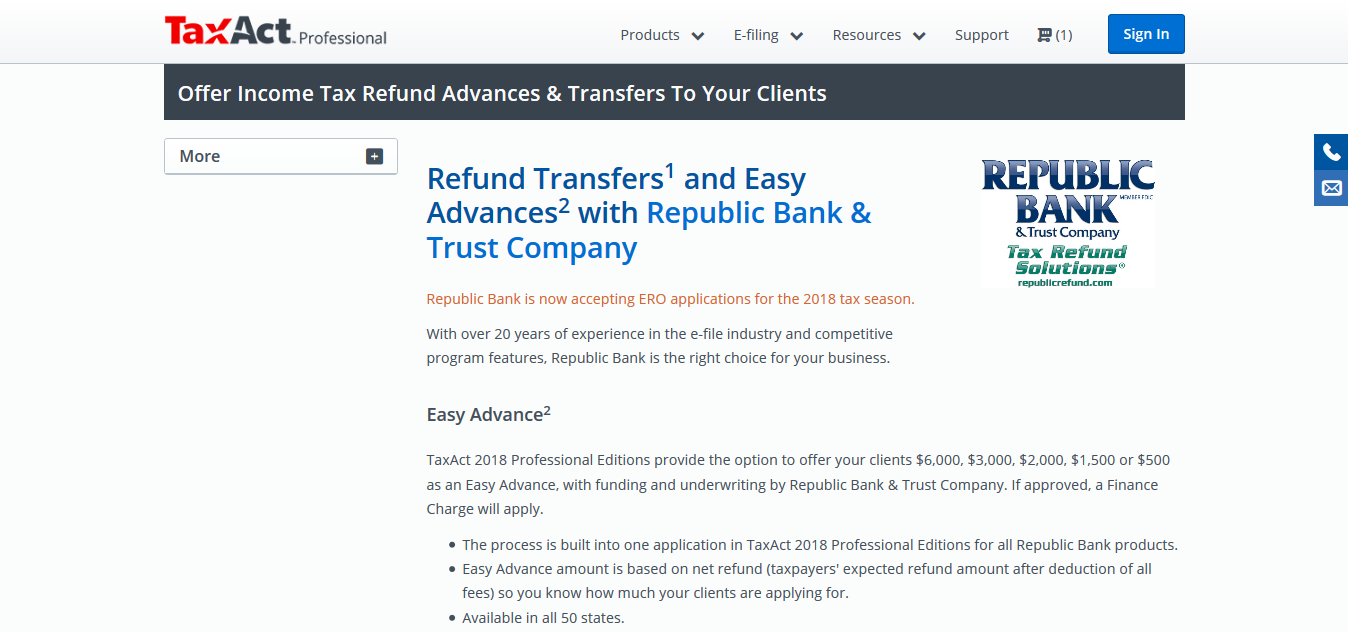 TaxAct Professional
Products
E-filing
Resources
Support
(1)
Sign In
Offer Income Tax Refund Advances & Transfers To Your Clients
More
Refund Transfers1 and Easy
Advances2 with Republic Bank &
Trust Company
REPUBLIC
BANK MEMBER FDIC
& Trust Company
Tax Refund
Solutions®
republicrefund.com
Republic Bank is now accepting ERO applications for the 2018 tax season.
With over 20 years of experience in the e-file industry and competitive
program features, Republic Bank is the right choice for your business.
Easy Advance2
TaxAct 2018 Professional Editions provide the option to offer your clients $6,000, $3,000, $2,000, $1,500 or $500
as an Easy Advance, with funding and underwriting by Republic Bank & Trust Company. If approved, a Finance
Charge will apply.
• The process is built into one application in TaxAct 2018 Professional Editions for all Republic Bank products.
• Easy Advance amount is based on net refund (taxpayers' expected refund amount after deduction of all
fees) so you know how much your clients are applying for.
• Available in all 50 states.